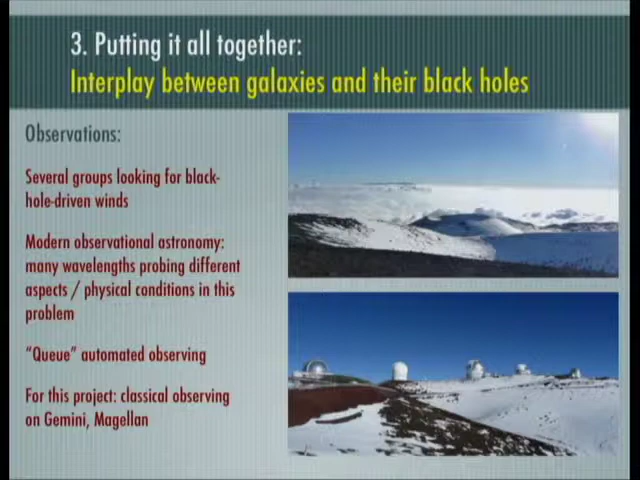 3. Putting it all together:
Interplay between galaxies and their black holes
Observations:
Several groups looking for black-
hole-driven winds
Modern observational astronomy:
many wavelengths probing different
aspects / physical conditions in this
problem
“Queue” automated observing
For this project: classical observing
on Gemini, Magellan